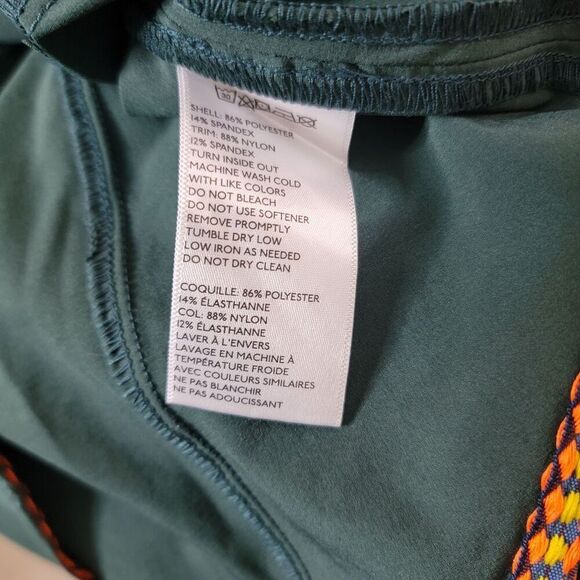 30
SHELL: 86% POLYESTER
14% SPANDEX
TRIM: 88% NYLON
12% SPANDEX
TURN INSIDE OUT
MACHINE WASH COLD
WITH LIKE COLORS
DO NOT BLEACH
DO NOT USE SOFTENER
REMOVE PROMPTLY
TUMBLE DRY LOW
LOW IRON AS NEEDED
DO NOT DRY CLEAN
COQUILLE: 86% POLYESTER
14% ÉLASTHANNE
COL: 88% NYLON
12% ÉLASTHANNE
LAVER À L'ENVERS
LAVAGE EN MACHINE À
TEMPÉRATURE FROIDE
AVEC COULEURS SIMILAIRES
NE PAS BLANCHIR
NE PAS ADOUCISSANT